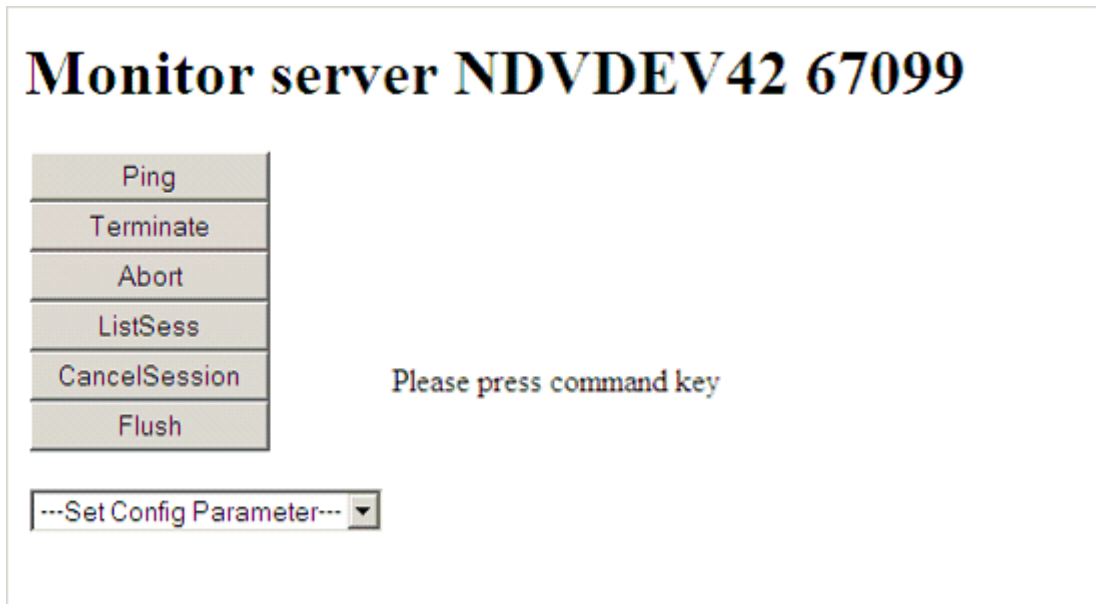 Monitor server NDVDEV42 67099
Ping
Terminate
Abort
ListSess
CancelSession
Please press command key
Flush
---Set Config Parameter---